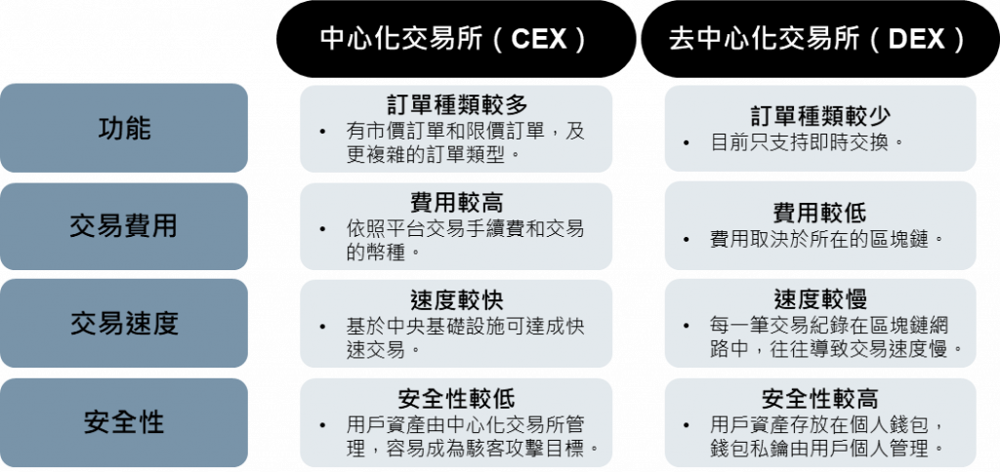 中心化交易所（CEX）
去中心化交易所（DEX）
功能
訂單種類較多
• 有市價訂單和限價訂單，及
更複雜的訂單類型。
訂單種類較少
• 目前只支持即時交換。
交易費用
費用較高
• 依照平台交易手續費和交易
的幣種。
費用較低
• 費用取決於所在的區塊鏈。
交易速度
速度較快
• 基於中央基礎設施可達成快
速交易。
速度較慢
• 每一筆交易紀錄在區塊鏈網
路中，往往導致交易速度慢。
安全性
安全性較低
• 用戶資產由中心化交易所管
理，容易成為駭客攻擊目標。
安全性較高
• 用戶資產存放在個人錢包，
錢包私鑰由用戶個人管理。